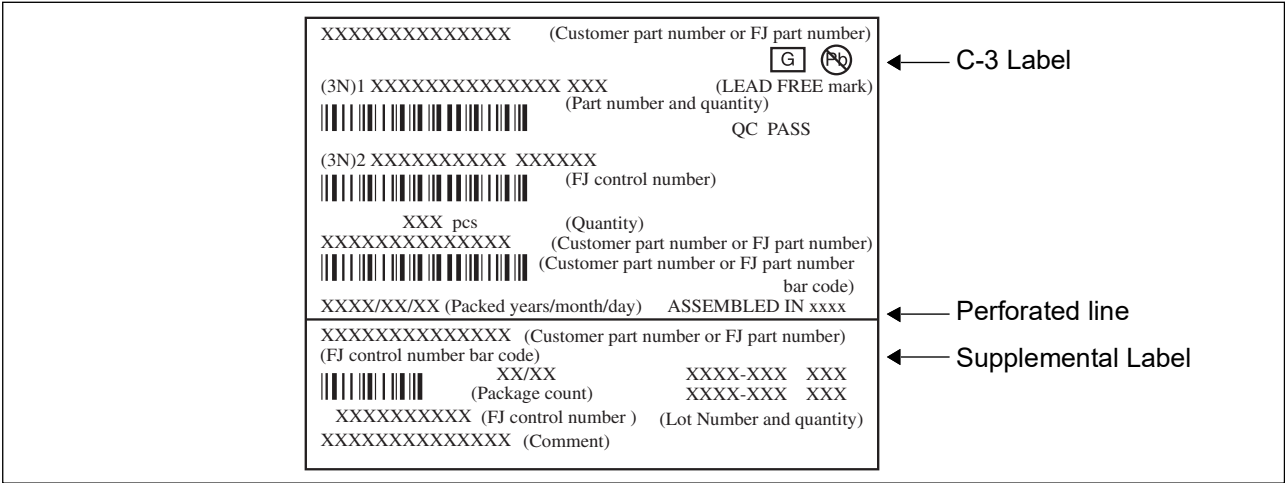 XXXXXXXXXXXXXX (Customer part number or FJ part number)
G Pb
C-3 Label
(3N)1 XXXXXXXXXXXXXX XXX (LEAD FREE mark)
(Part number and quantity)
QC PASS
(3N)2 XXXXXXXXXX XXXXXX
(FJ control number)
XXX pcs (Quantity)
XXXXXXXXXXXXXX (Customer part number or FJ part number)
(Customer part number or FJ part number
bar code)
XXXX/XX/XX (Packed years/month/day) ASSEMBLED IN xxxx
Perforated line
XXXXXXXXXXXXXX (Customer part number or FJ part number)
(FJ control number bar code)
Supplemental Label
XX/XX XXXX-XXX XXX
(Package count) XXXX-XXX XXX
XXXXXXXXXX (FJ control number ) (Lot Number and quantity)
XXXXXXXXXXXXXX (Comment)